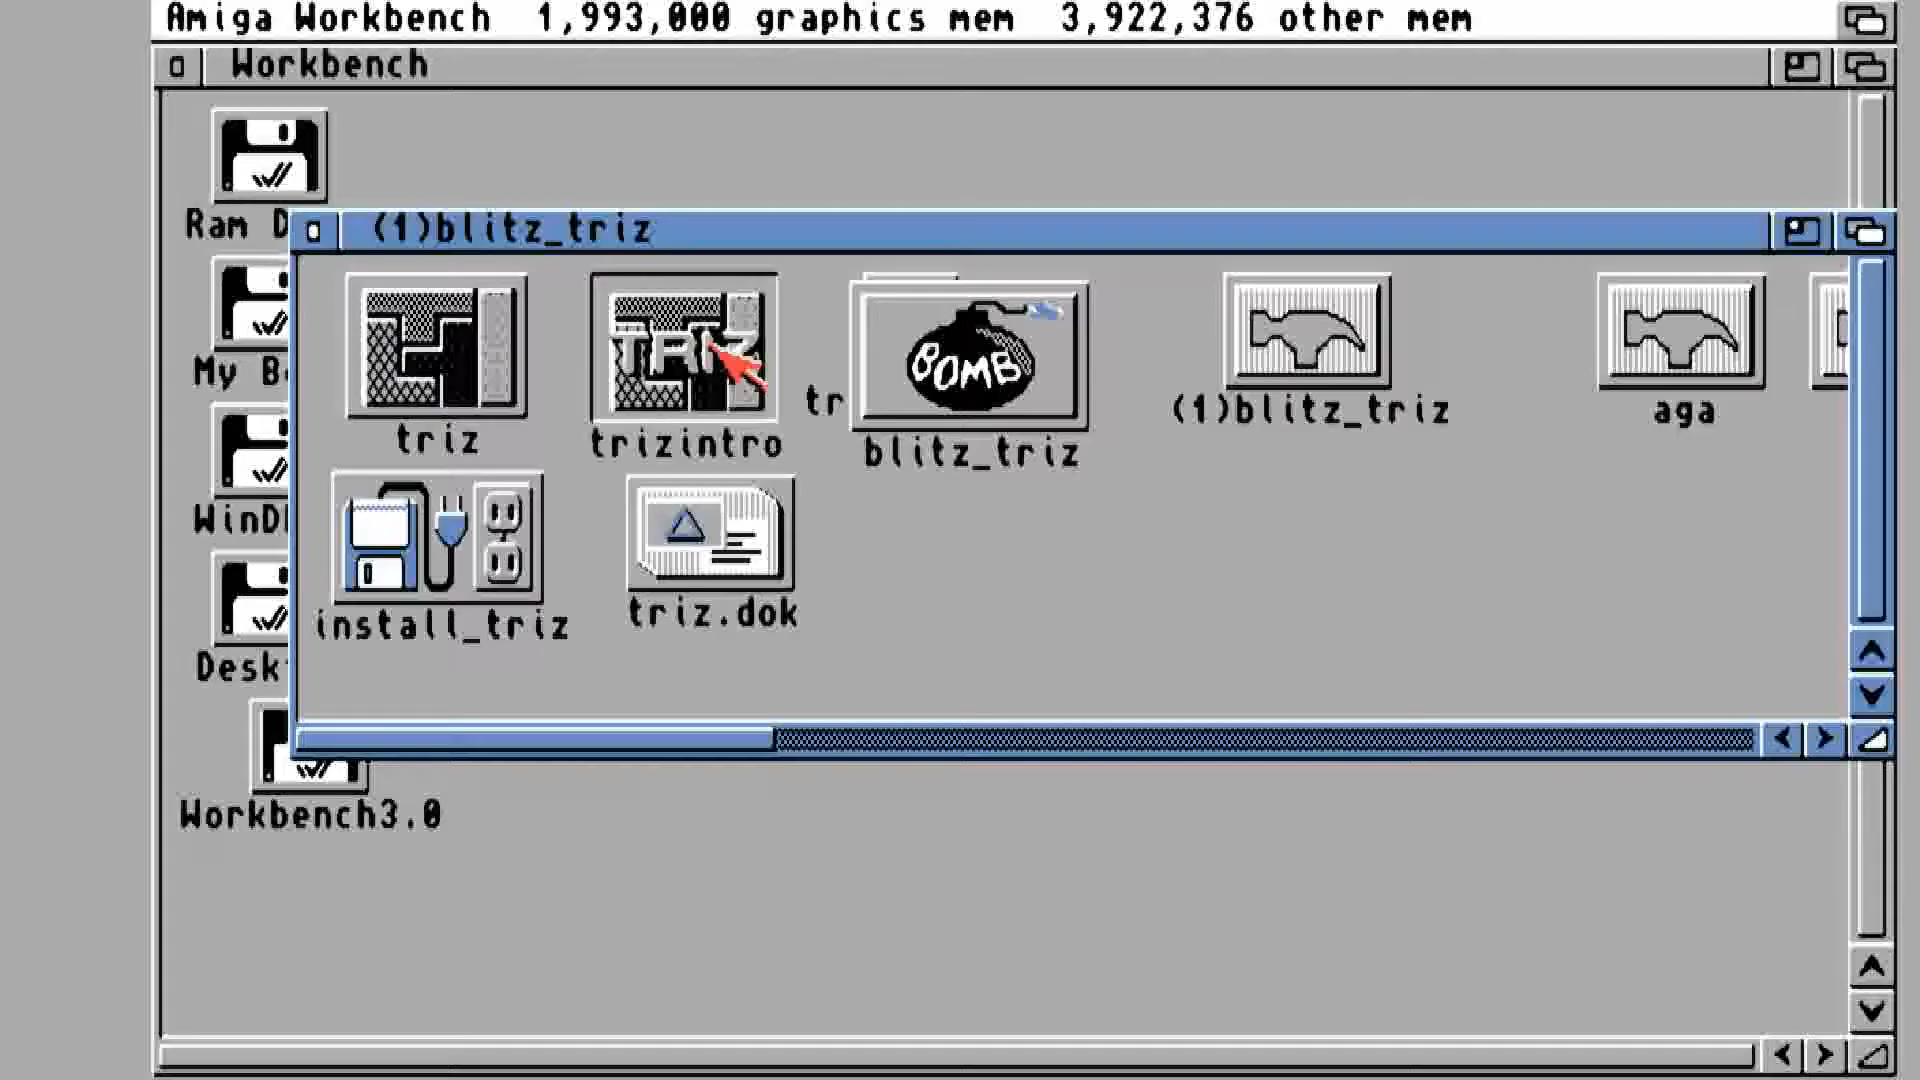 Amiga Workbench 1,993,000 graphics mem 3,922,376 other mem
Workbench
Ram D
(1)blitz_triz
My B
TRIZ
BOMB
triz
trizintro
tr
blitz_triz
(1)blitz_triz
aga
WinD
install_triz
triz.dok
Desk
Workbench3.0